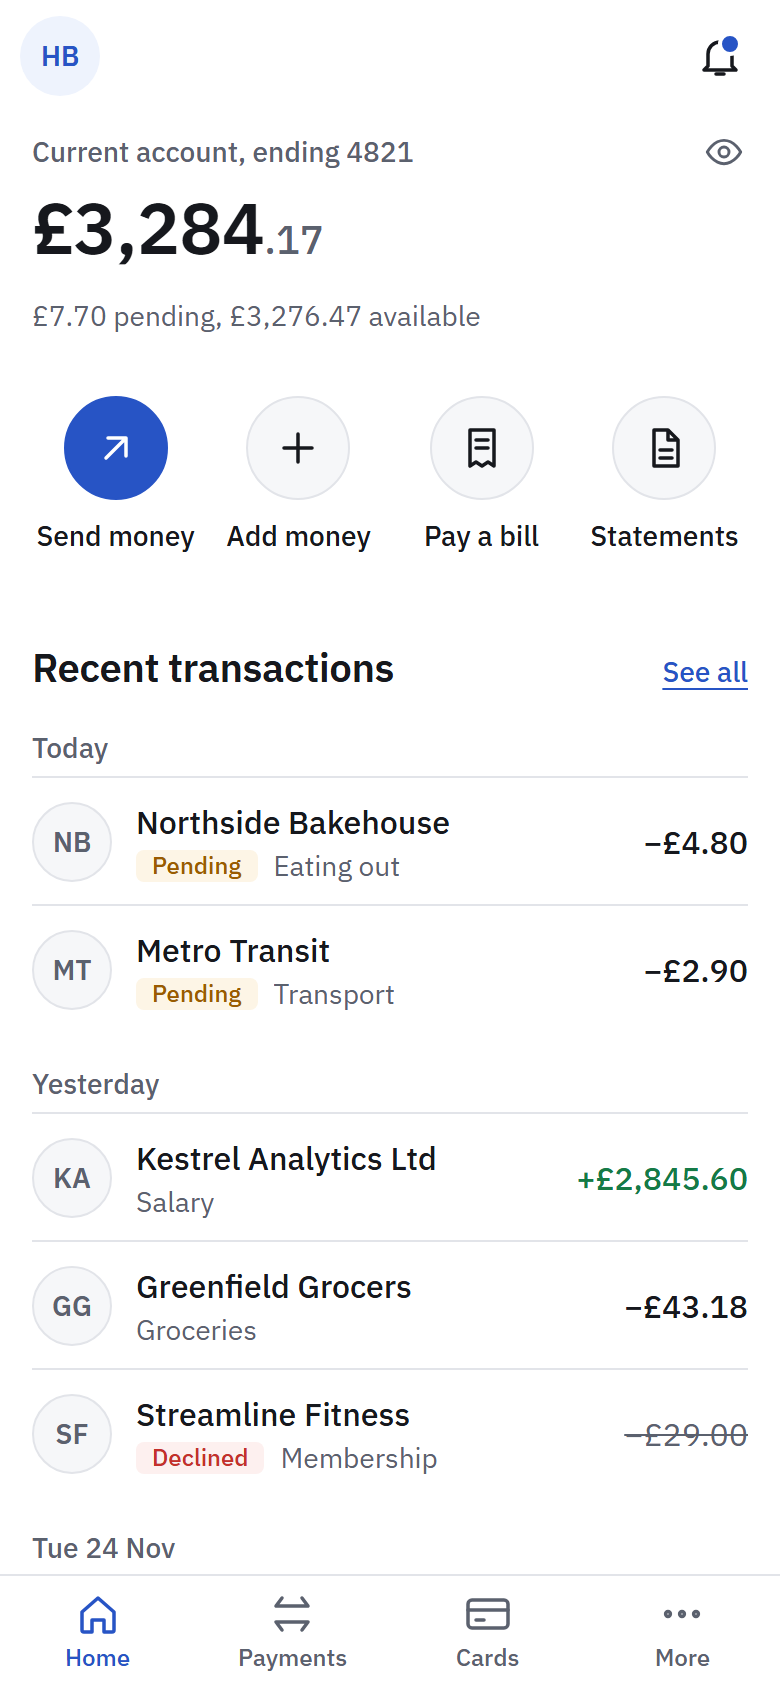 HB
Current account, ending 4821
£3,284.17
£7.70 pending, £3,276.47 available
Send money Add money Pay a bill Statements
Recent transactions See all
Today
NB Northside Bakehouse −£4.80
Pending Eating out
MT Metro Transit −£2.90
Pending Transport
Yesterday
KA Kestrel Analytics Ltd +£2,845.60
Salary
GG Greenfield Grocers −£43.18
Groceries
SF Streamline Fitness −£29.00
Declined Membership
Tue 24 Nov
Home Payments Cards More